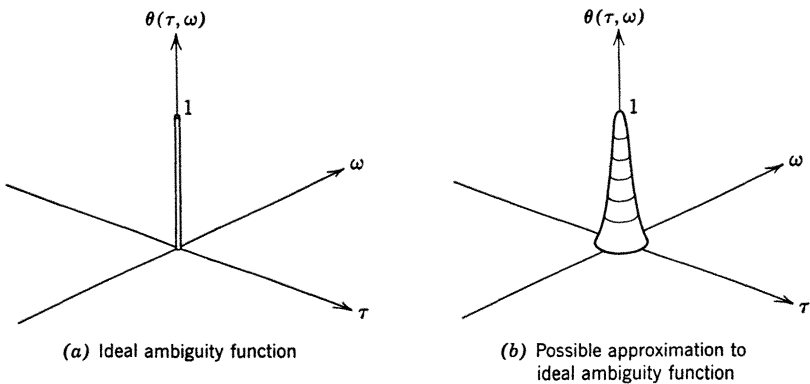 θ(τ, ω)
1
ω
τ
(a) Ideal ambiguity function
θ(τ, ω)
1
ω
τ
(b) Possible approximation to
ideal ambiguity function